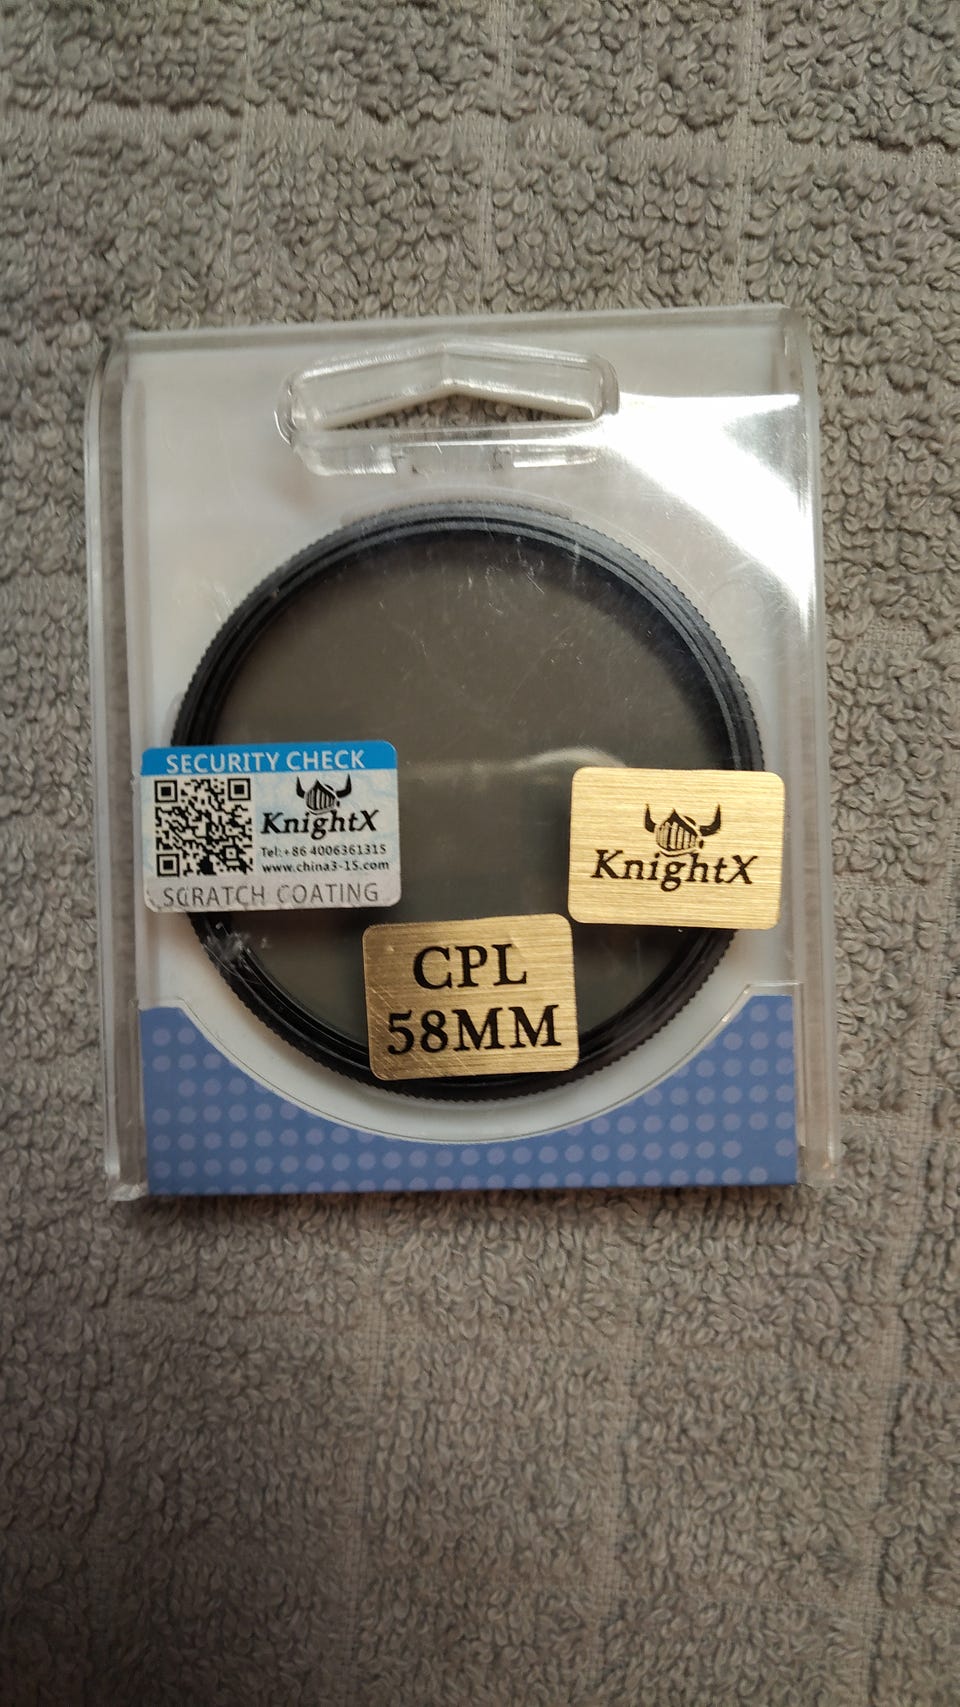 SECURITY CHECK
KnightX
Tel:+86 4006361315
www.china3-15.com
SCRATCH COATING
KnightX
CPL
58MM